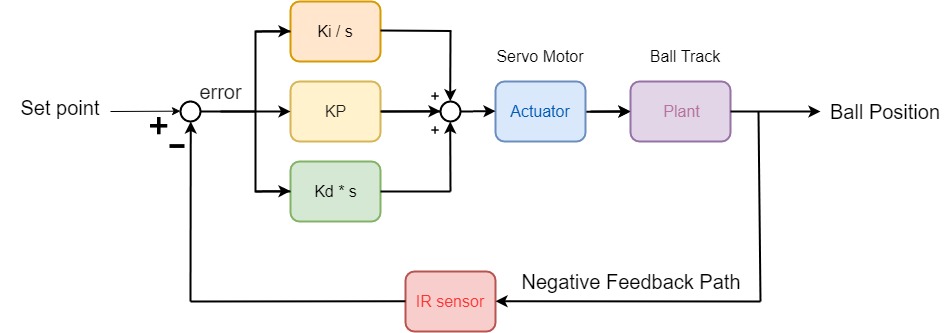 Ki / s
Servo Motor
Ball Track
error
Set point
KP
+
Actuator
Plant
Ball Position
+
+
−
Kd * s
Negative Feedback Path
IR sensor